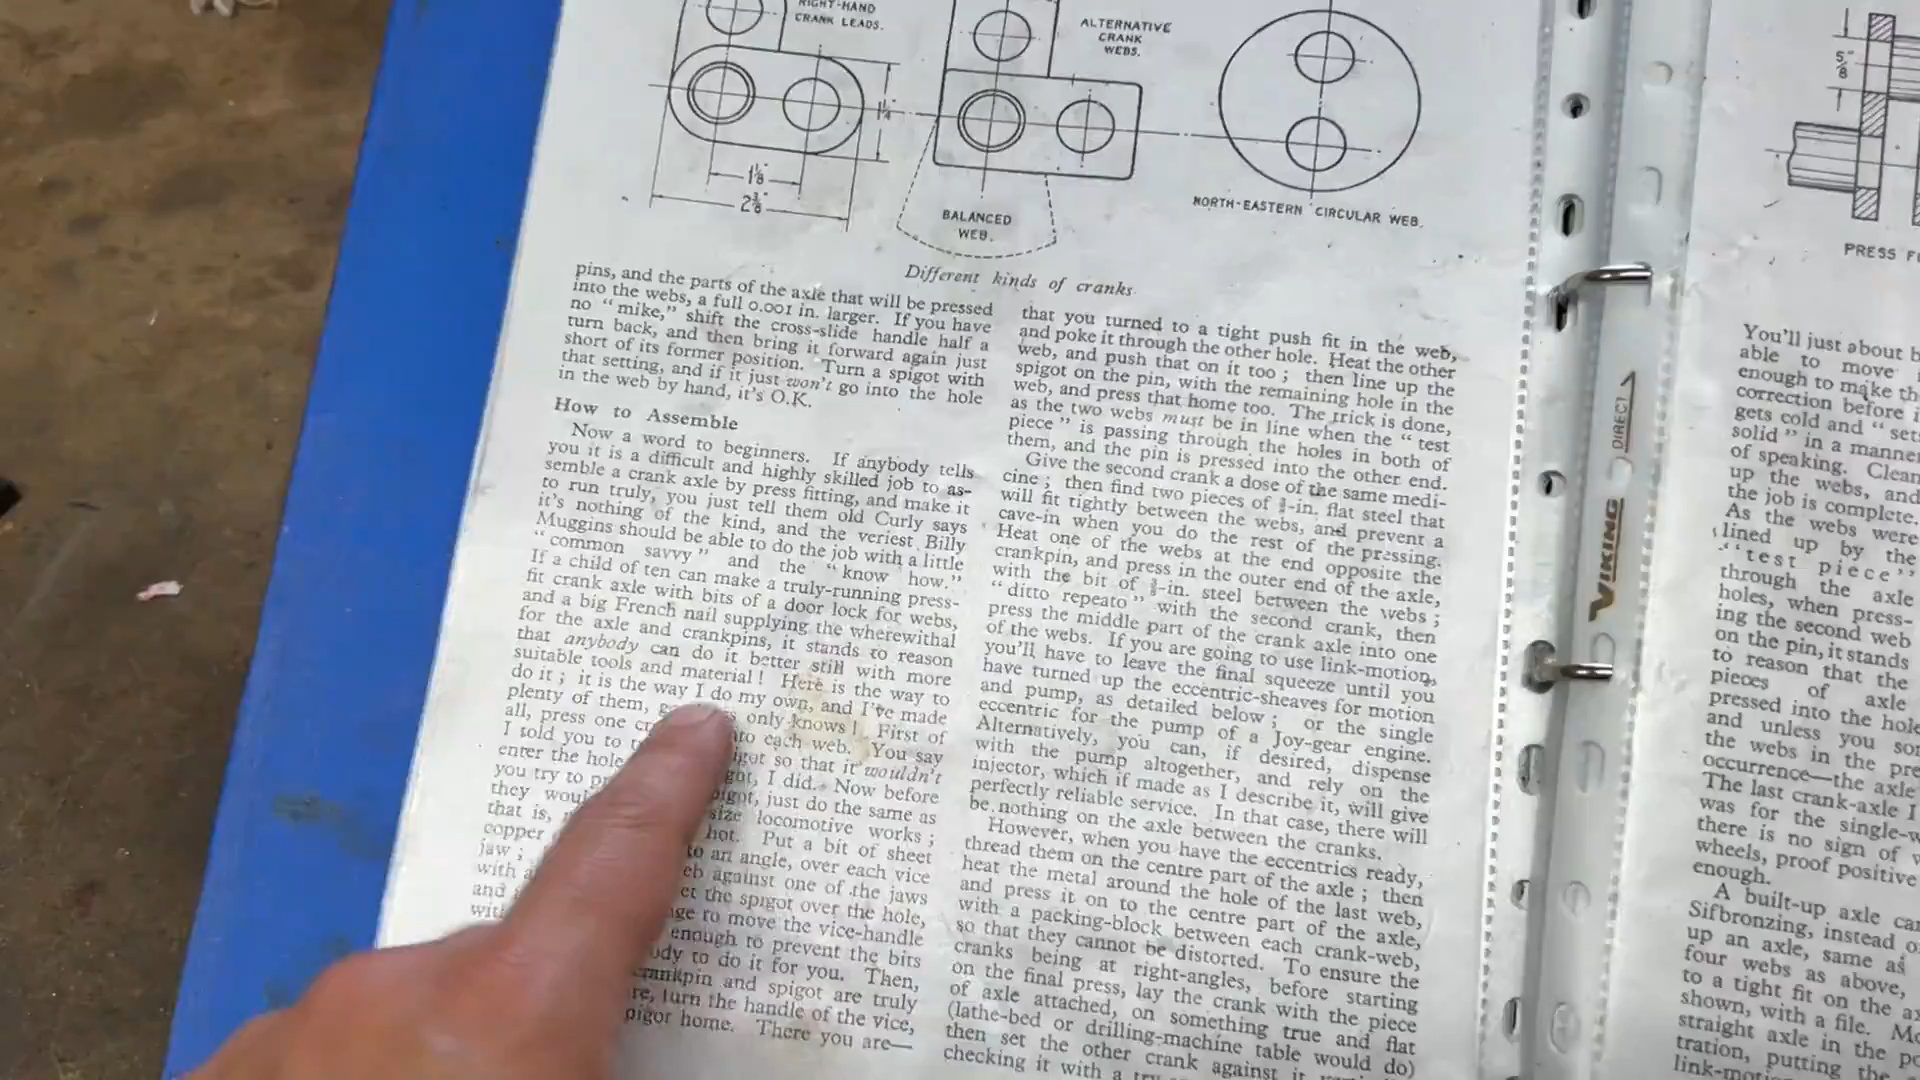 RIGHT-HAND
CRANK LEADS.
ALTERNATIVE
CRANK
WEBS.
1¼"
1⅛"
2⅜"
BALANCED
WEB.
NORTH-EASTERN CIRCULAR WEB.
Different kinds of cranks
pins, and the parts of the axle that will be pressed
into the webs, a full 0.001 in. larger. If you have
no "mike," shift the cross-slide handle half a
turn back, and then bring it forward again just
short of its former position. Turn a spigot with
that setting, and if it just won't go into the hole
in the web by hand, it's O.K.
How to Assemble
Now a word to beginners. If anybody tells
you it is a difficult and highly skilled job to as-
semble a crank axle by press fitting, and make it
to run truly, you just tell them old Curly says
it's nothing of the kind, and the veriest Billy
Muggins should be able to do the job with a little
"common savvy" and the "know how."
If a child of ten can make a truly-running press-
fit crank axle with bits of a door lock for webs,
and a big French nail supplying the wherewithal
for the axle and crankpins, it stands to reason
that anybody can do it better still with more
suitable tools and material! Here is the way to
do it; it is the way I do my own, and I've made
plenty of them, only knows! First of
all, press one into each web. You say
I told you to so that it wouldn't
enter the hole I did. Now before
you try to just do the same as
they size locomotive works;
that is, hot. Put a bit of sheet
copper to an angle, over each vice
jaw; against one of the jaws
with the spigot over the hole,
and to move the vice-handle
enough to prevent the bits
to do it for you. Then,
crankpin and spigot are truly
turn the handle of the vice,
home. There you are—
that you turned to a tight push fit in the web,
and poke it through the other hole. Heat the other
web, and push that on it too; then line up the
spigot on the pin, with the remaining hole in the
web, and press that home too. The trick is done,
as the two webs must be in line when the "test
piece" is passing through the holes in both of
them, and the pin is pressed into the other end.
Give the second crank a dose of the same medi-
cine; then find two pieces of ⅜-in. flat steel that
will fit tightly between the webs, and prevent a
cave-in when you do the rest of the pressing.
Heat one of the webs at the end opposite the
crankpin, and press in the outer end of the axle,
with the bit of ⅜-in. steel between the webs;
"ditto repeato" with the second crank, then
press the middle part of the crank axle into one
of the webs. If you are going to use link-motion,
you'll have to leave the final squeeze until you
have turned up the eccentric-sheaves for motion
and pump, as detailed below; or the single
eccentric for the pump of a Joy-gear engine.
Alternatively, you can, if desired, dispense
with the pump altogether, and rely on the
injector, which if made as I describe it, will give
perfectly reliable service. In that case, there will
be nothing on the axle between the cranks.
However, when you have the eccentrics ready,
thread them on the centre part of the axle; then
heat the metal around the hole of the last web,
and press it on to the centre part of the axle,
with a packing-block between each crank-web,
so that they cannot be distorted. To ensure the
cranks being at right-angles, before starting
on the final press, lay the crank with the piece
of axle attached, on something true and flat
(lathe-bed or drilling-machine table would do)
then set the other crank against it
checking it with a
VIKING
DIRECT
5/8"
PRESS
You'll just about
able to move
enough to make
correction before
gets cold and
solid" in a manner
of speaking. Clean
up the webs, and
the job is complete.
As the webs were
lined up by the
"test piece"
through the axle
holes, when press-
ing the second web
on the pin, it stands
to reason that the
pieces of axle
pressed into the
and unless you
the webs in the
occurrence—the
The last crank-axle I
was for the
there is no sign of
wheels, proof positive
enough.
A built-up axle
Sifbronzing, instead
up an axle, same as
four webs as above,
to a tight fit on the
shown, with a file.
straight axle in the
putting the